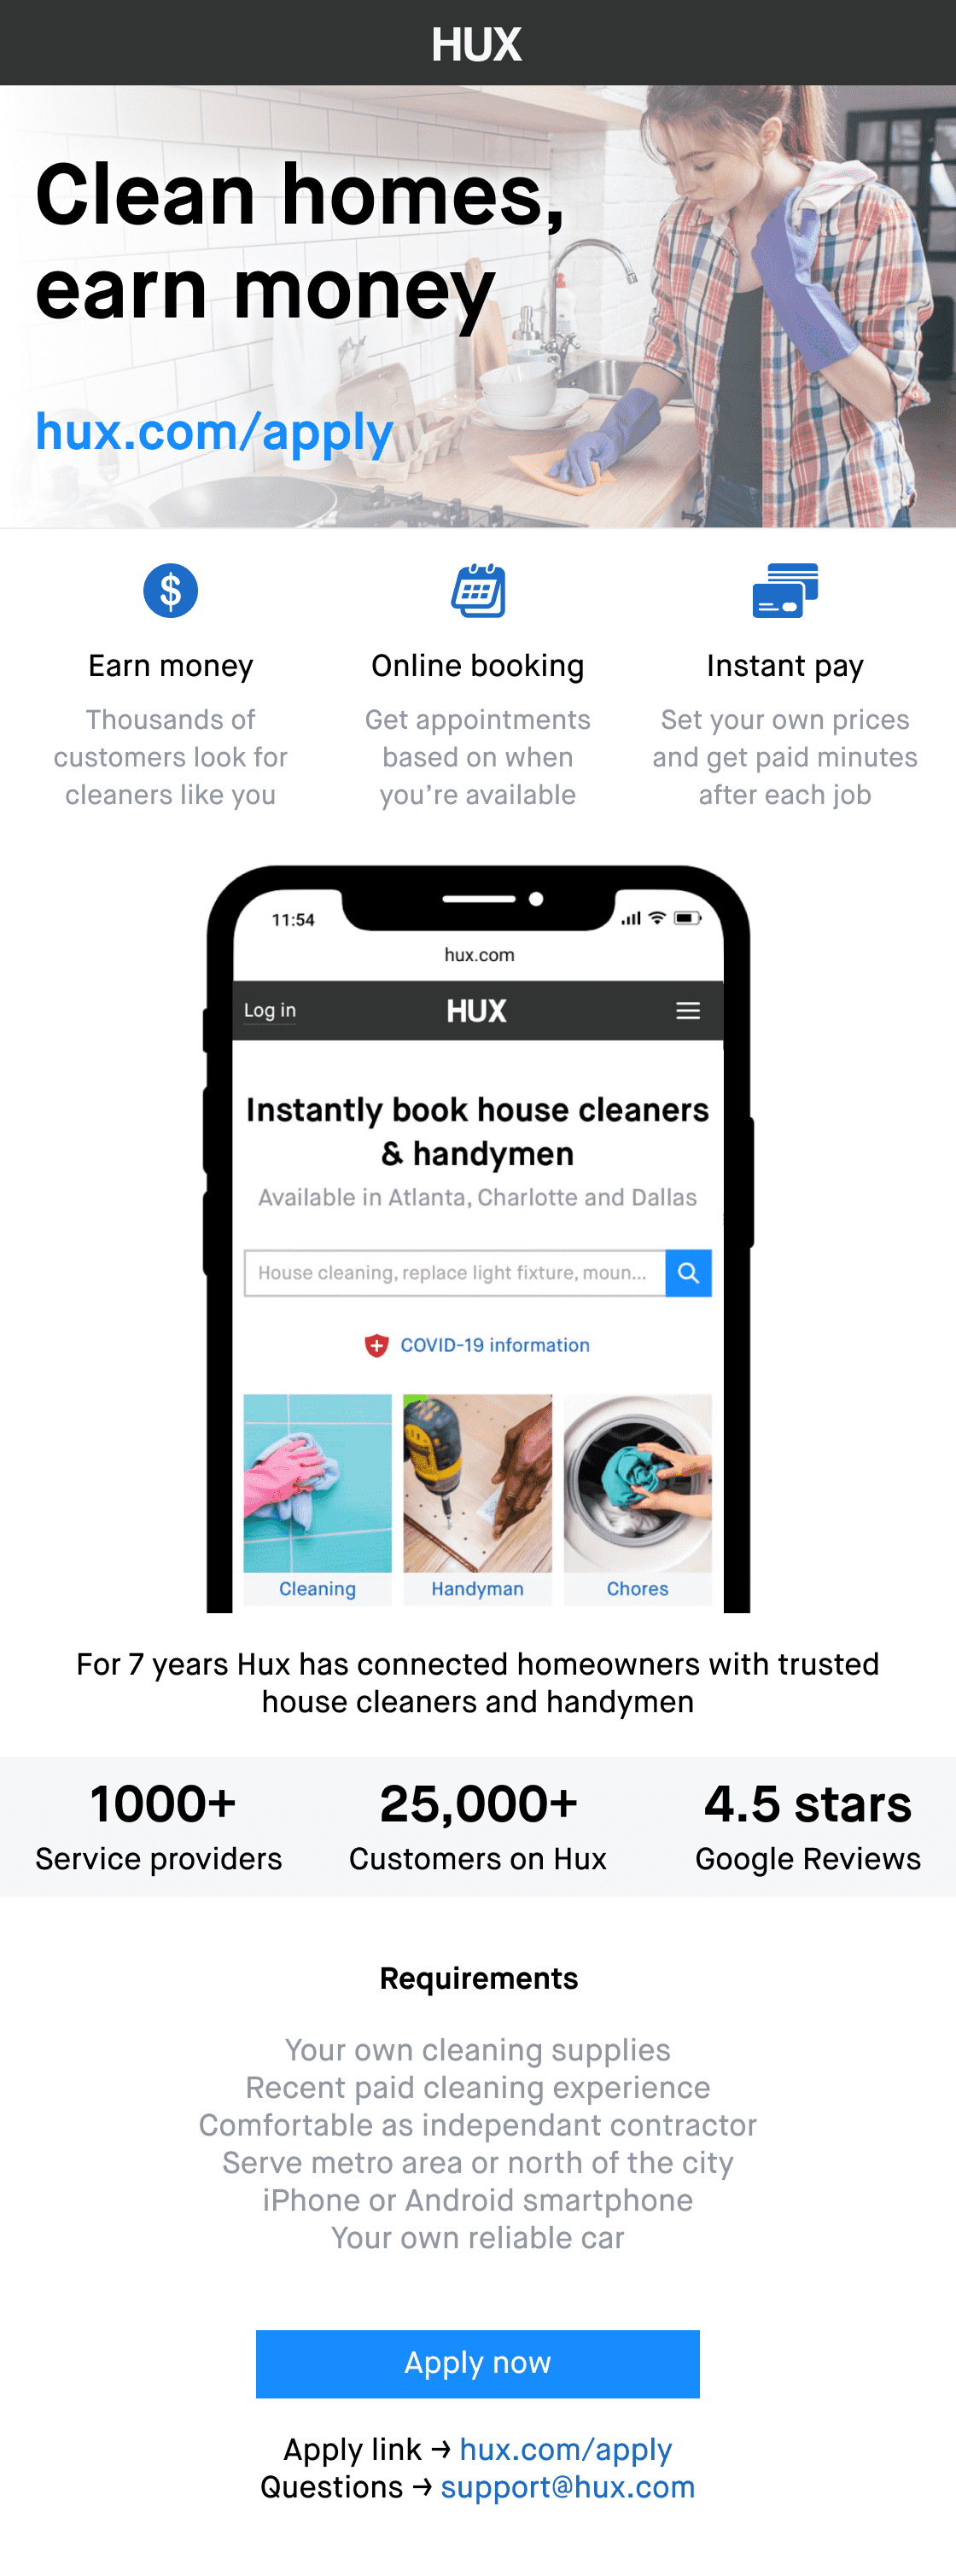 HUX
Clean homes,
earn money
hux.com/apply
Earn money
Thousands of
customers look for
cleaners like you
Online booking
Get appointments
based on when
you're available
Instant pay
Set your own prices
and get paid minutes
after each job
11:54
hux.com
Log in
HUX
Instantly book house cleaners
& handymen
Available in Atlanta, Charlotte and Dallas
House cleaning, replace light fixture, moun...
COVID-19 information
Cleaning
Handyman
Chores
For 7 years Hux has connected homeowners with trusted
house cleaners and handymen
1000+
Service providers
25,000+
Customers on Hux
4.5 stars
Google Reviews
Requirements
Your own cleaning supplies
Recent paid cleaning experience
Comfortable as independant contractor
Serve metro area or north of the city
iPhone or Android smartphone
Your own reliable car
Apply now
Apply link → hux.com/apply
Questions → support@hux.com